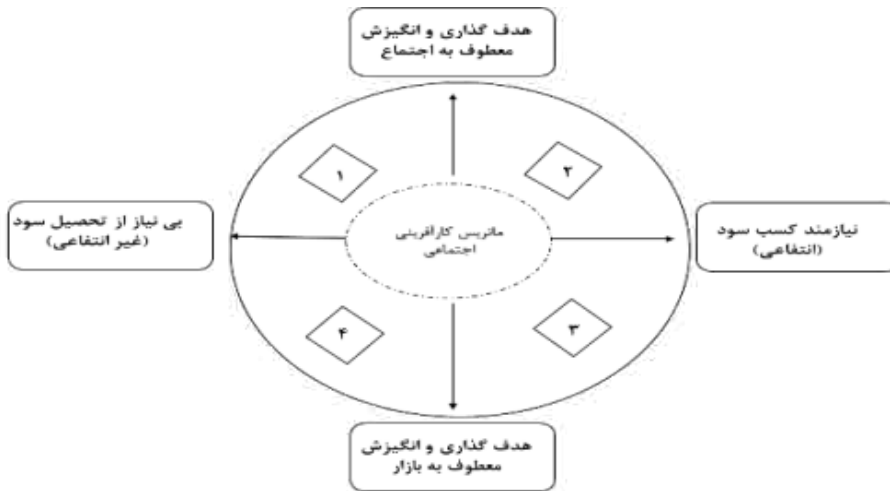 هدف گذاری و انگیزش
معطوف به اجتماع
۱
۲
بی نیاز از تحصیل سود
(غیر انتفاعی)
ماتریس کارآفرینی
اجتماعی
نیازمند کسب سود
(انتفاعی)
۴
۳
هدف گذاری و انگیزش
معطوف به بازار